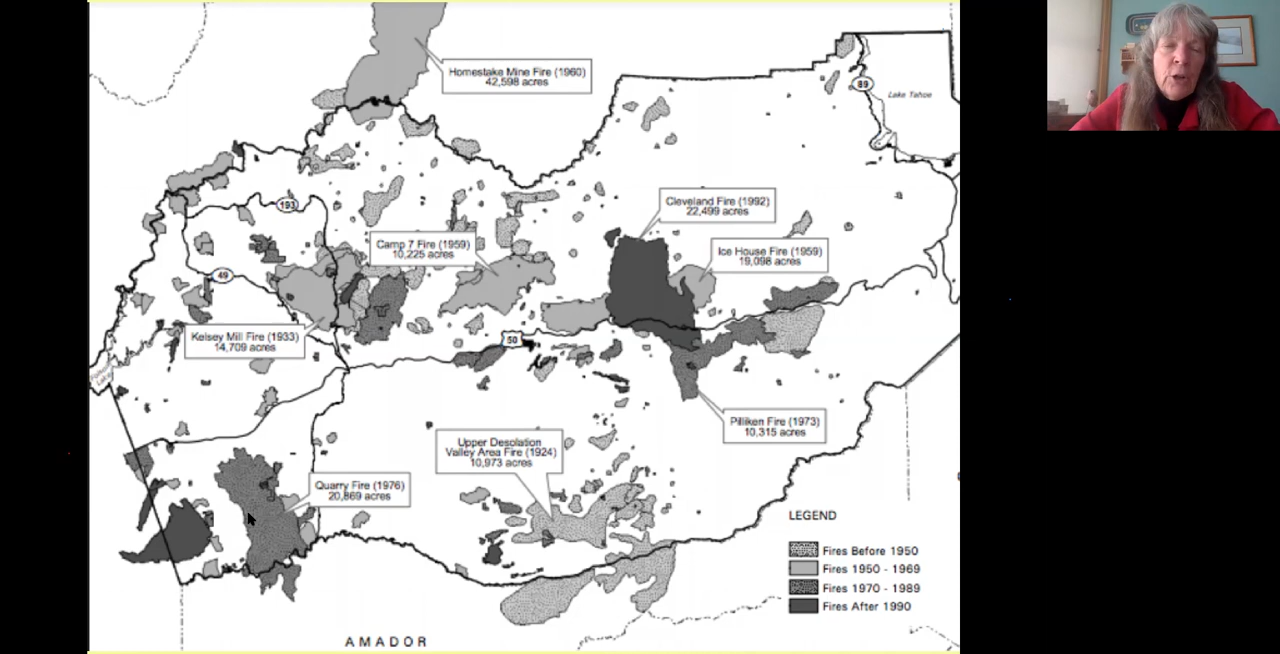 Homestake Mine Fire (1960)
42,598 acres
89
Lake Tahoe
193
Cleveland Fire (1992)
22,499 acres
Camp 7 Fire (1959)
10,225 acres
Ice House Fire (1959)
19,098 acres
49
Kelsey Mill Fire (1933)
14,709 acres
50
Pilliken Fire (1973)
10,315 acres
Upper Desolation
Valley Area Fire (1924)
10,973 acres
Quarry Fire (1976)
20,869 acres
LEGEND
Fires Before 1950
Fires 1950 - 1969
Fires 1970 - 1989
Fires After 1990
AMADOR